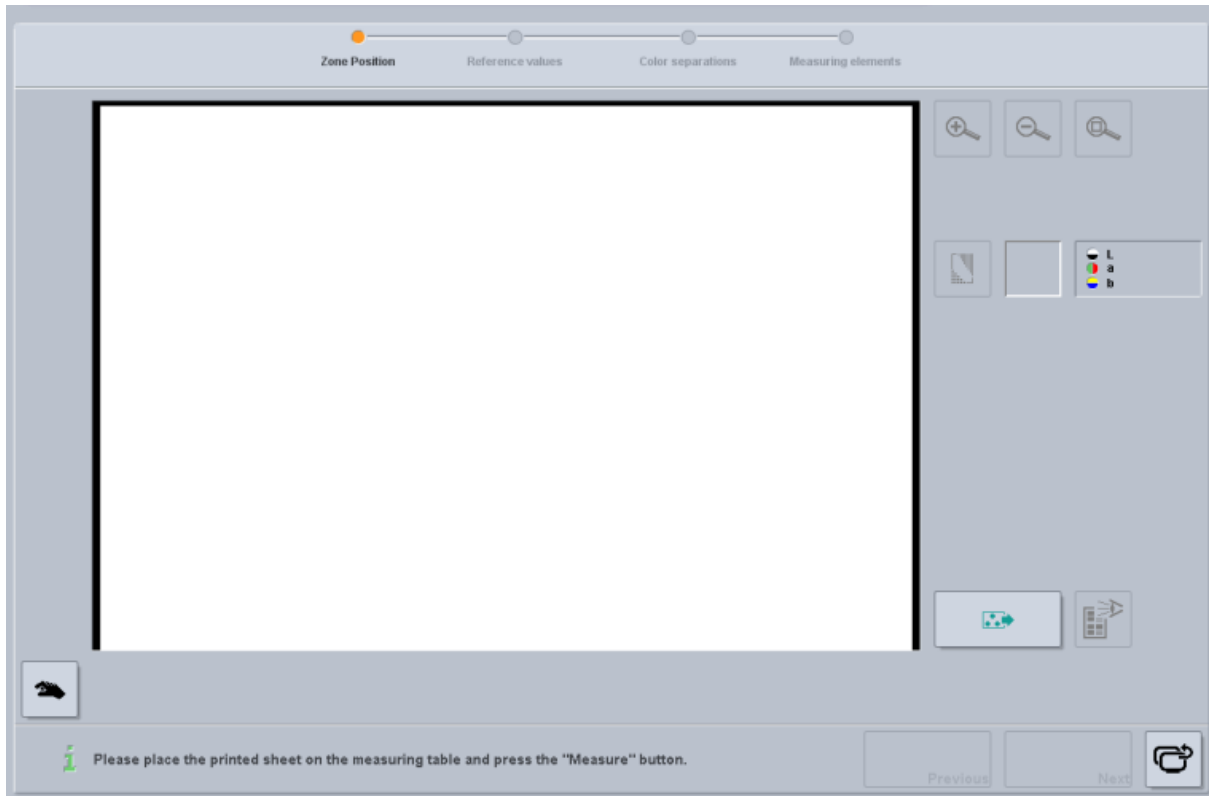 Zone Position
Reference values
Color separations
Measuring elements
L
a
b
Please place the printed sheet on the measuring table and press the "Measure" button.
Previous
Next